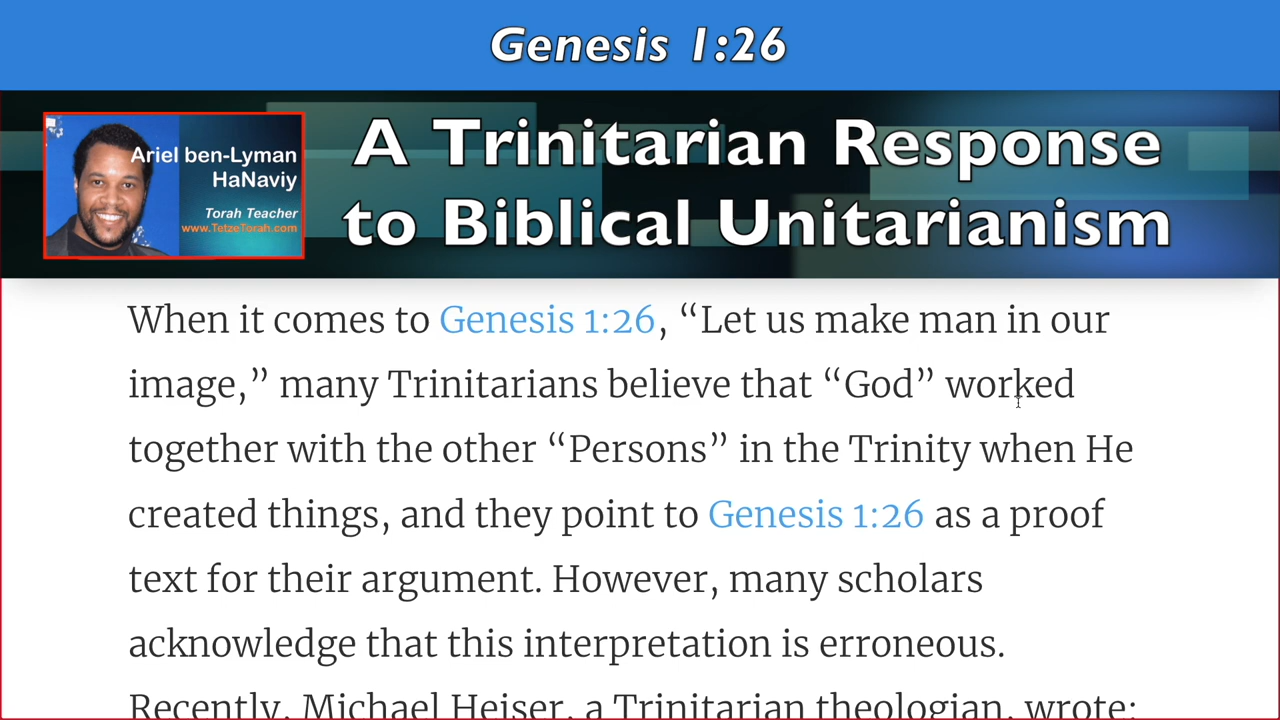 Genesis 1:26
Ariel ben-Lyman
HaNaviy
Torah Teacher
www.TetzeTorah.com
A Trinitarian Response
to Biblical Unitarianism
When it comes to Genesis 1:26, “Let us make man in our
image,” many Trinitarians believe that “God” worked
together with the other “Persons” in the Trinity when He
created things, and they point to Genesis 1:26 as a proof
text for their argument. However, many scholars
acknowledge that this interpretation is erroneous.
Recently, Michael Heiser, a Trinitarian theologian, wrote: